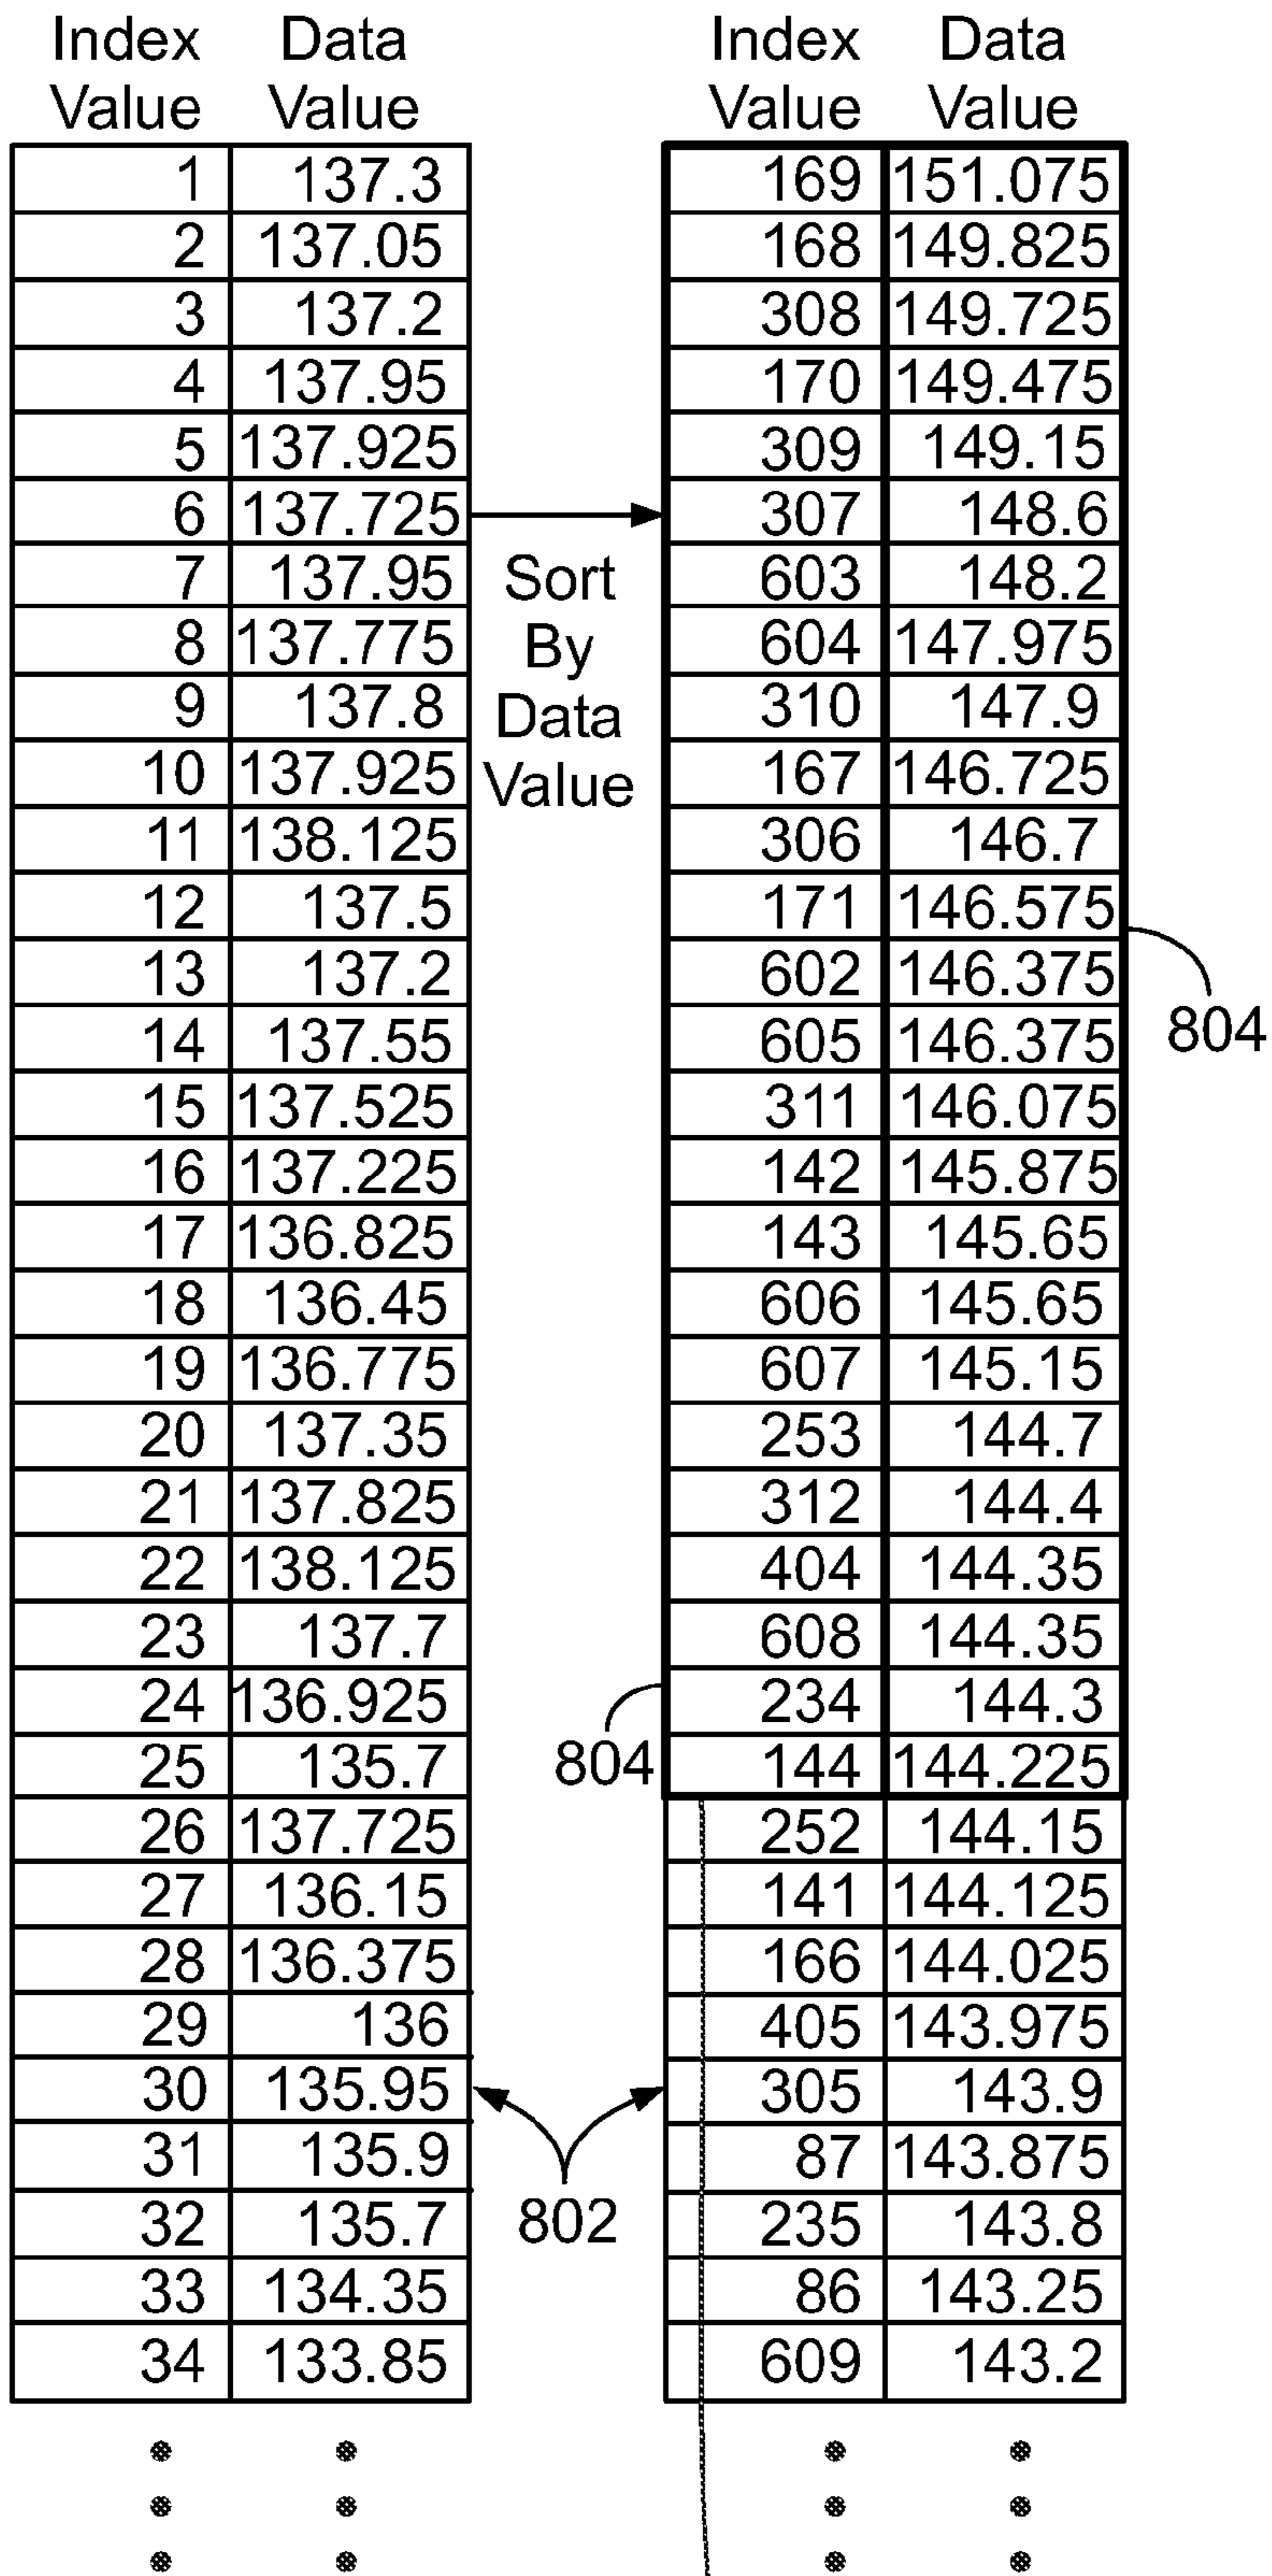 Index Data Index Data
Value Value Value Value
1 137.3 169 151.075
2 137.05 168 149.825
3 137.2 308 149.725
4 137.95 170 149.475
5 137.925 309 149.15
6 137.725 307 148.6
7 137.95 Sort 603 148.2
8 137.775 By 604 147.975
9 137.8 Data 310 147.9
10 137.925 Value 167 146.725
11 138.125 306 146.7
12 137.5 171 146.575
13 137.2 602 146.375
14 137.55 605 146.375 804
15 137.525 311 146.075
16 137.225 142 145.875
17 136.825 143 145.65
18 136.45 606 145.65
19 136.775 607 145.15
20 137.35 253 144.7
21 137.825 312 144.4
22 138.125 404 144.35
23 137.7 608 144.35
24 136.925 234 144.3
25 135.7 804 144 144.225
26 137.725 252 144.15
27 136.15 141 144.125
28 136.375 166 144.025
29 136 405 143.975
30 135.95 305 143.9
31 135.9 87 143.875
32 135.7 802 235 143.8
33 134.35 86 143.25
34 133.85 609 143.2